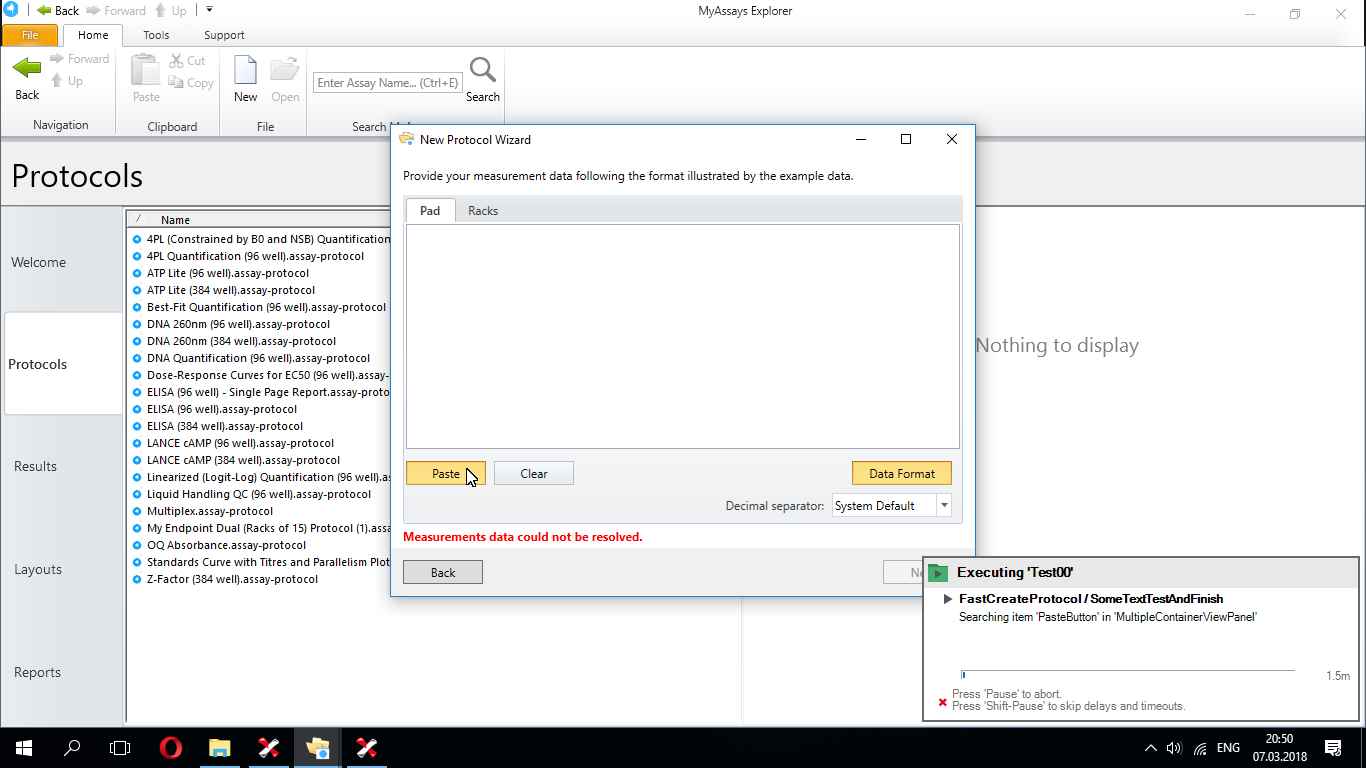 Back Forward Up
MyAssays Explorer
File Home Tools Support
Back
Forward
Up
Navigation
Paste
Cut
Copy
Clipboard
New
Open
File
Enter Assay Name... (Ctrl+E)
Search
Search
Protocols
Welcome
Protocols
Results
Layouts
Reports
Name
4PL (Constrained by B0 and NSB) Quantification
4PL Quantification (96 well).assay-protocol
ATP Lite (96 well).assay-protocol
ATP Lite (384 well).assay-protocol
Best-Fit Quantification (96 well).assay-protocol
DNA 260nm (96 well).assay-protocol
DNA 260nm (384 well).assay-protocol
DNA Quantification (96 well).assay-protocol
Dose-Response Curves for EC50 (96 well).assay-
ELISA (96 well) - Single Page Report.assay-proto
ELISA (96 well).assay-protocol
ELISA (384 well).assay-protocol
LANCE cAMP (96 well).assay-protocol
LANCE cAMP (384 well).assay-protocol
Linearized (Logit-Log) Quantification (96 well).as
Liquid Handling QC (96 well).assay-protocol
Multiplex.assay-protocol
My Endpoint Dual (Racks of 15) Protocol (1).assa
OQ Absorbance.assay-protocol
Standards Curve with Titres and Parallelism Plot
Z-Factor (384 well).assay-protocol
New Protocol Wizard
Provide your measurement data following the format illustrated by the example data.
Pad Racks
Paste Clear Data Format
Decimal separator: System Default
Measurements data could not be resolved.
Back Ne
Nothing to display
Executing 'Test00'
FastCreateProtocol / SomeTextTestAndFinish
Searching item 'PasteButton' in 'MultipleContainerViewPanel'
1.5m
Press 'Pause' to abort.
Press 'Shift-Pause' to skip delays and timeouts.
ENG
20:50
07.03.2018